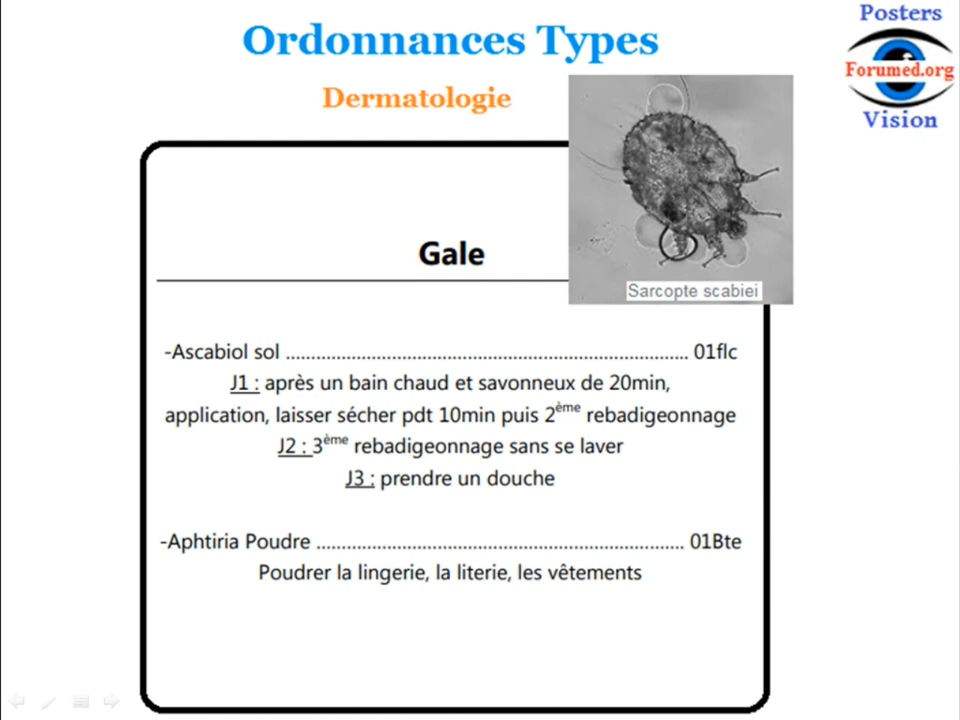 Ordonnances Types
Dermatologie
Posters
Forumed.org
Vision
Sarcopte scabiei
Gale
-Ascabiol sol ................................................................................ 01flc
J1 : après un bain chaud et savonneux de 20min,
application, laisser sécher pdt 10min puis 2ème rebadigeonnage
J2 : 3ème rebadigeonnage sans se laver
J3 : prendre un douche
-Aphtiria Poudre ......................................................................... 01Bte
Poudrer la lingerie, la literie, les vêtements